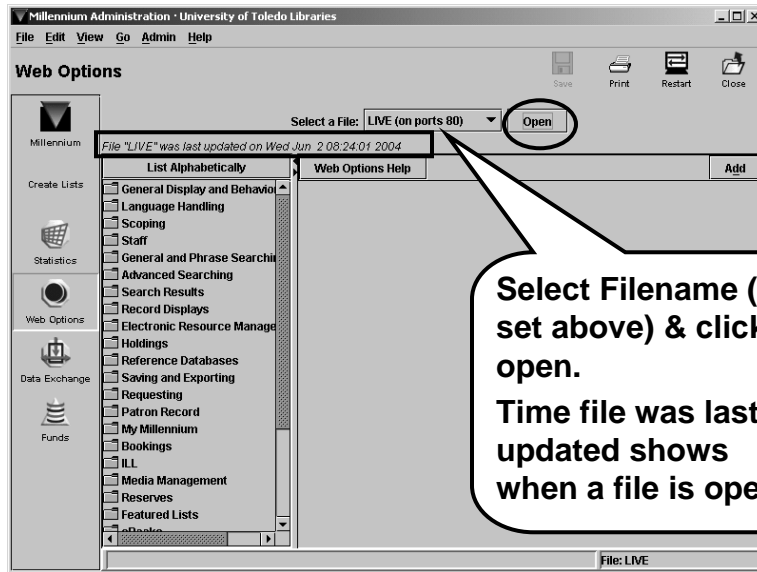 Millennium Administration · University of Toledo Libraries
File Edit View Go Admin Help
Web Options
Save Print Restart Close
Select a File: LIVE (on ports 80) Open
File "LIVE" was last updated on Wed Jun 2 08:24:01 2004
Millennium
Create Lists
Statistics
Web Options
Data Exchange
Funds
List Alphabetically
General Display and Behavior
Language Handling
Scoping
Staff
General and Phrase Searchi
Advanced Searching
Search Results
Record Displays
Electronic Resource Manage
Holdings
Reference Databases
Saving and Exporting
Requesting
Patron Record
My Millennium
Bookings
ILL
Media Management
Reserves
Featured Lists
Web Options Help
Add
Select Filename (
set above) & click
open.
Time file was last
updated shows
when a file is ope
File: LIVE